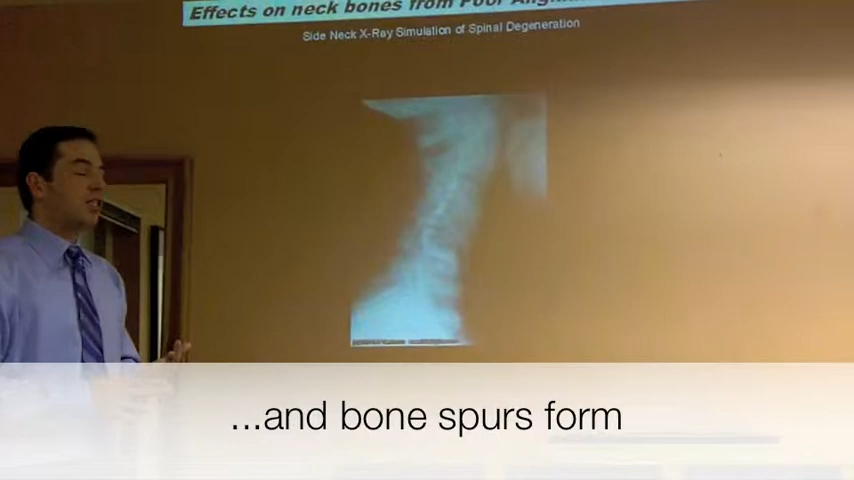 Effects on neck bones from Poor
Side Neck X-Ray Simulation of Spinal Degeneration
...and bone spurs form